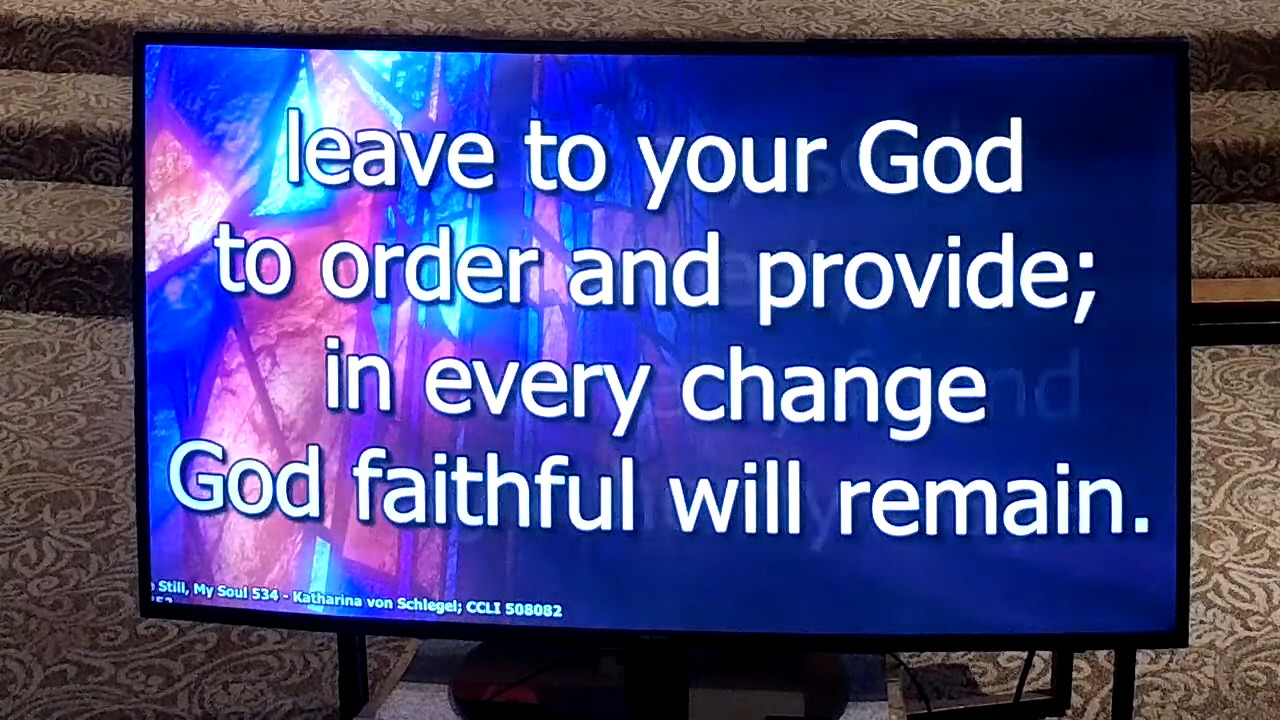 leave to your God
to order and provide;
in every change
God faithful will remain.
Still, My Soul 534 - Katharina von Schlegel; CCLI 508082